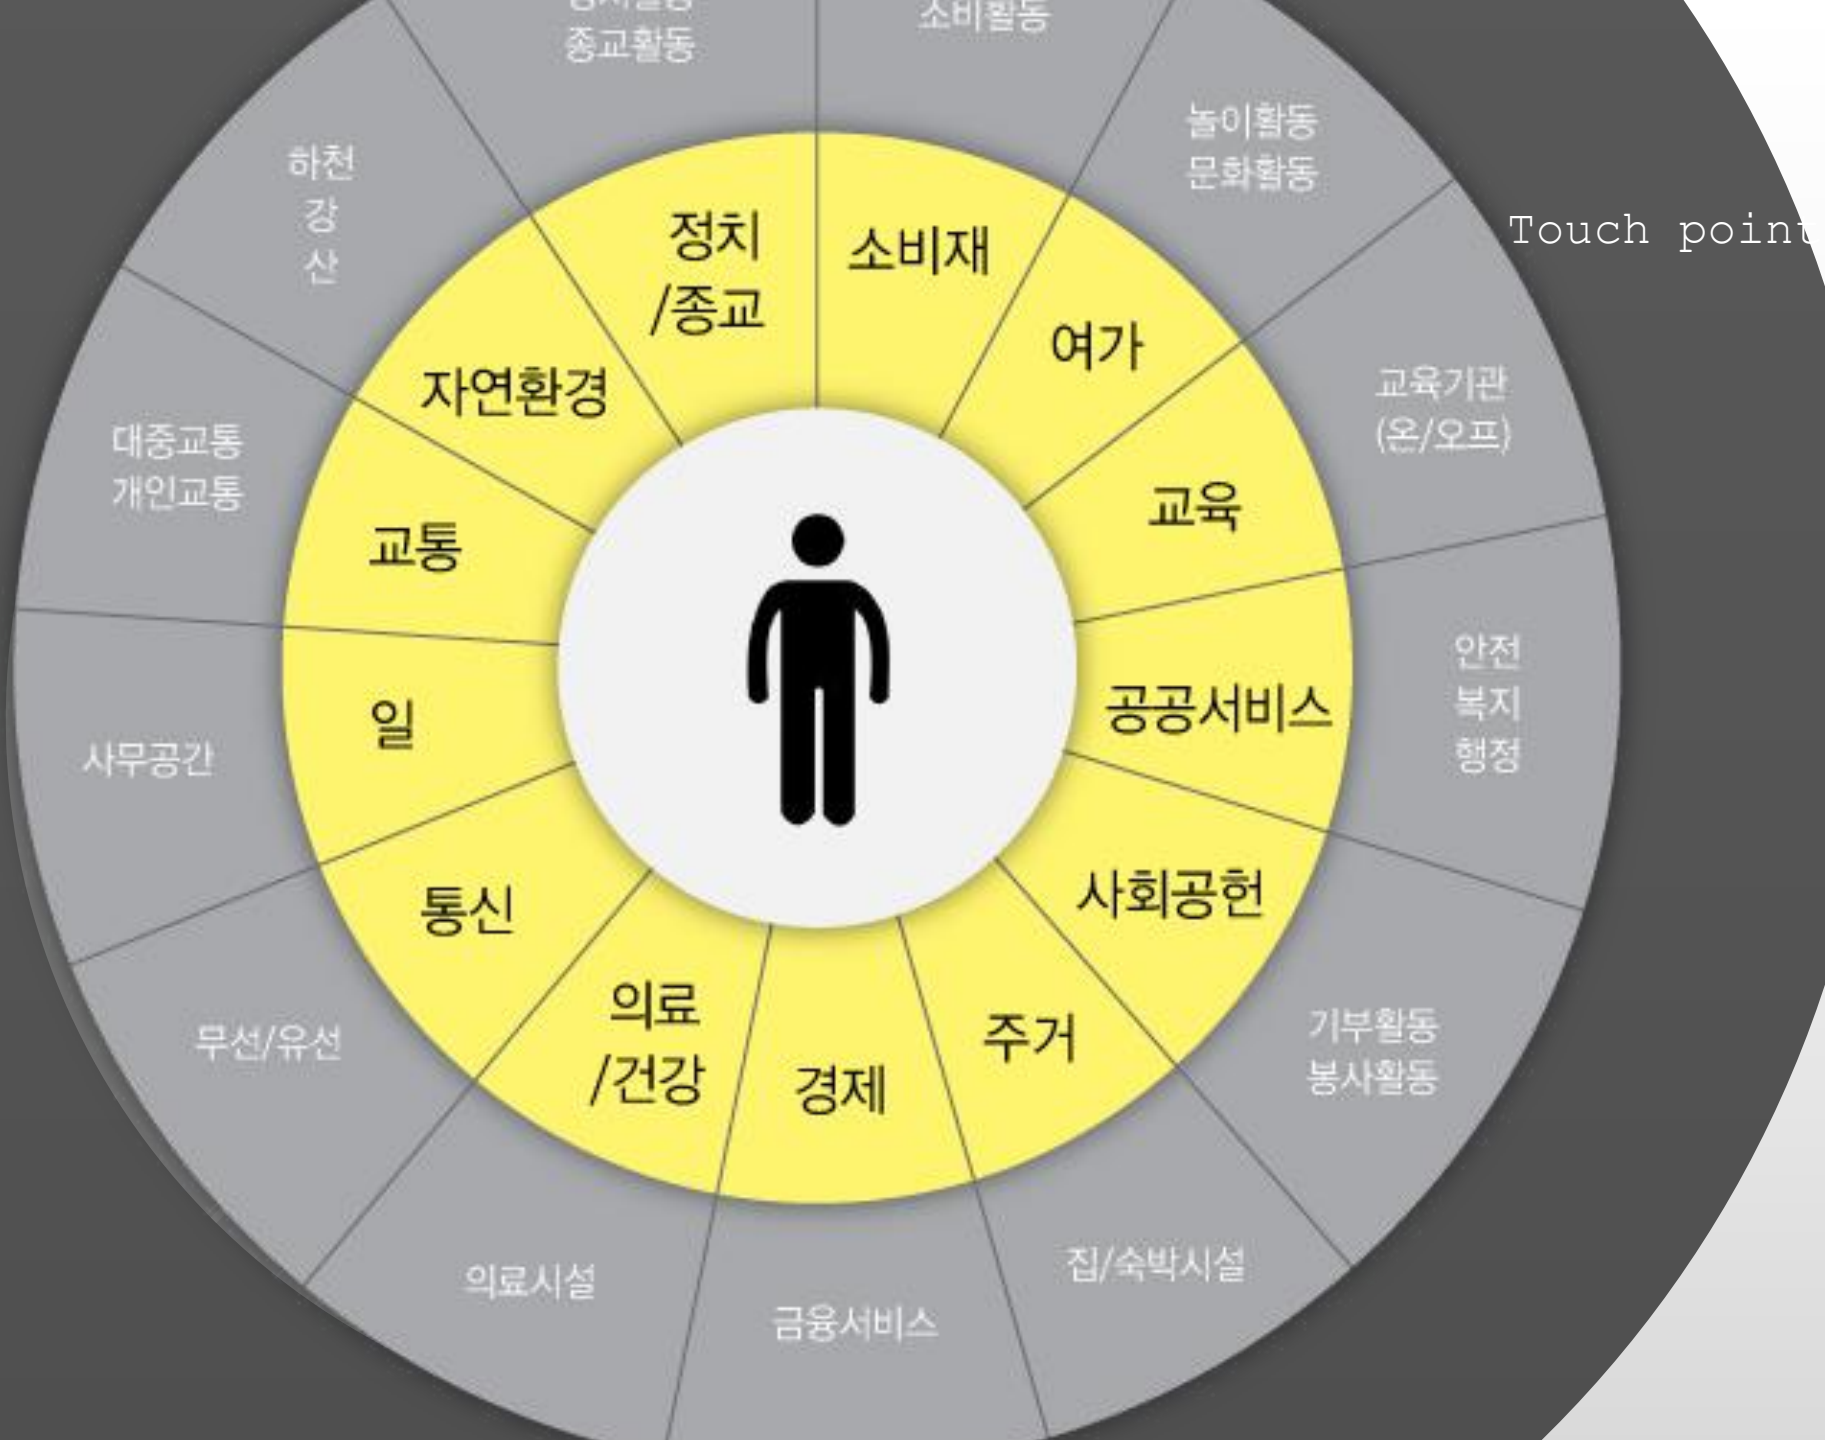 종교활동
소비활동
놀이활동
문화활동
하천
강
산
Touch point
정치
/종교
소비재
여가
자연환경
교육기관
(온/오프)
대중교통
개인교통
교육
교통
안전
복지
행정
공공서비스
일
사무공간
사회공헌
통신
기부활동
봉사활동
의료
/건강
주거
경제
무선/유선
집/숙박시설
의료시설
금융서비스